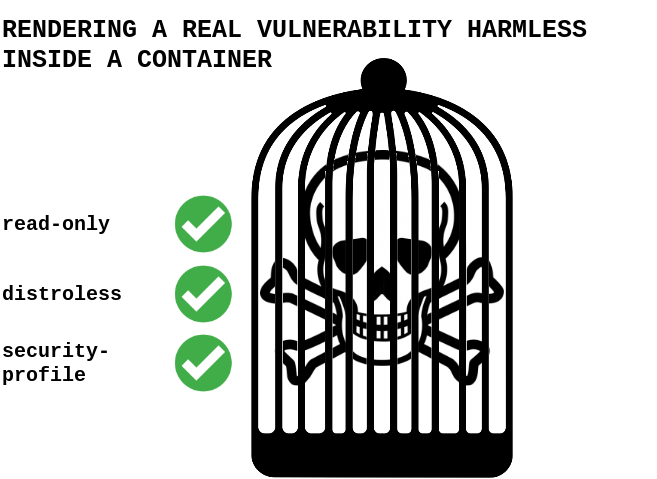 RENDERING A REAL VULNERABILITY HARMLESS
INSIDE A CONTAINER
read-only
distroless
security-
profile